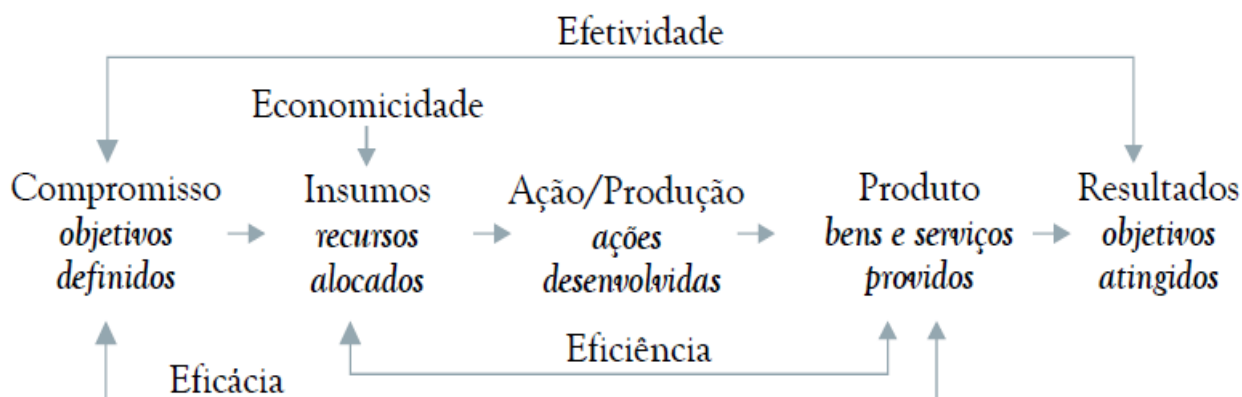 Efetividade
Economicidade
Compromisso
objetivos
definidos
Insumos
recursos
alocados
Ação/Produção
ações
desenvolvidas
Produto
bens e serviços
providos
Resultados
objetivos
atingidos
Eficiência
Eficácia